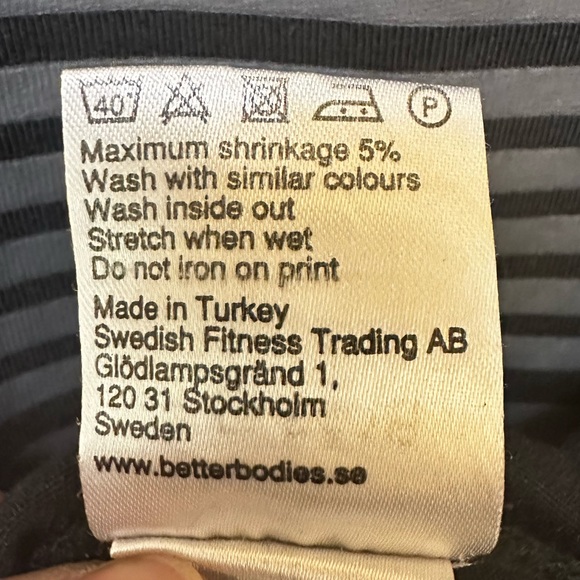 40 P
Maximum shrinkage 5%
Wash with similar colours
Wash inside out
Stretch when wet
Do not iron on print
Made in Turkey
Swedish Fitness Trading AB
Glödlampsgränd 1,
120 31 Stockholm
Sweden
www.betterbodies.se